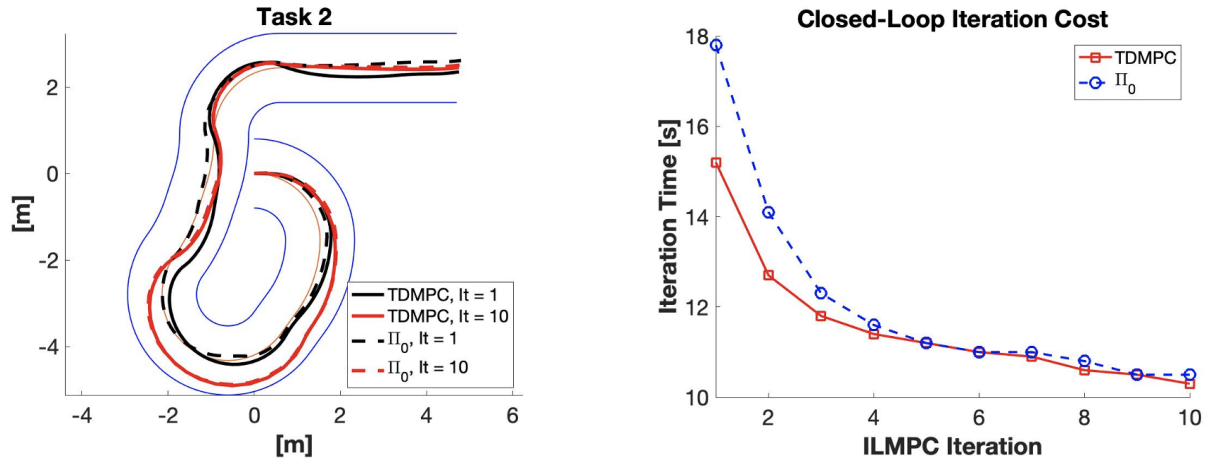 Task 2
2
0
-2
-4
[m]
-4
-2
0
2
4
6
[m]
TDMPC, It = 1
TDMPC, It = 10
Π₀, It = 1
Π₀, It = 10
Closed-Loop Iteration Cost
18
16
14
12
10
Iteration Time [s]
2
4
6
8
10
ILMPC Iteration
TDMPC
Π₀